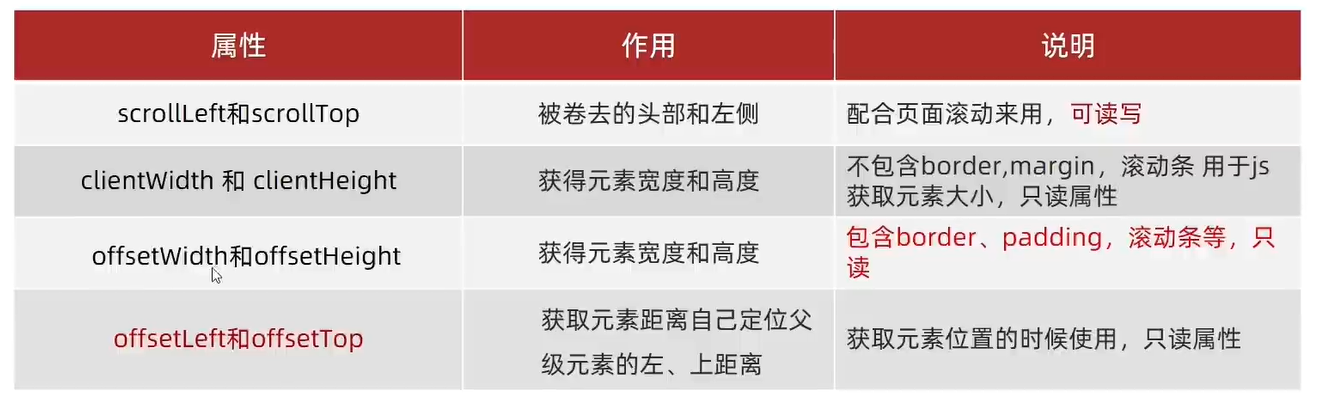 属性 作用 说明
scrollLeft和scrollTop 被卷去的头部和左侧 配合页面滚动来用，可读写
clientWidth 和 clientHeight 获得元素宽度和高度 不包含border,margin，滚动条 用于js
获取元素大小，只读属性
offsetWidth和offsetHeight 获得元素宽度和高度 包含border、padding，滚动条等，只
读
offsetLeft和offsetTop 获取元素距离自己定位父
级元素的左、上距离 获取元素位置的时候使用，只读属性